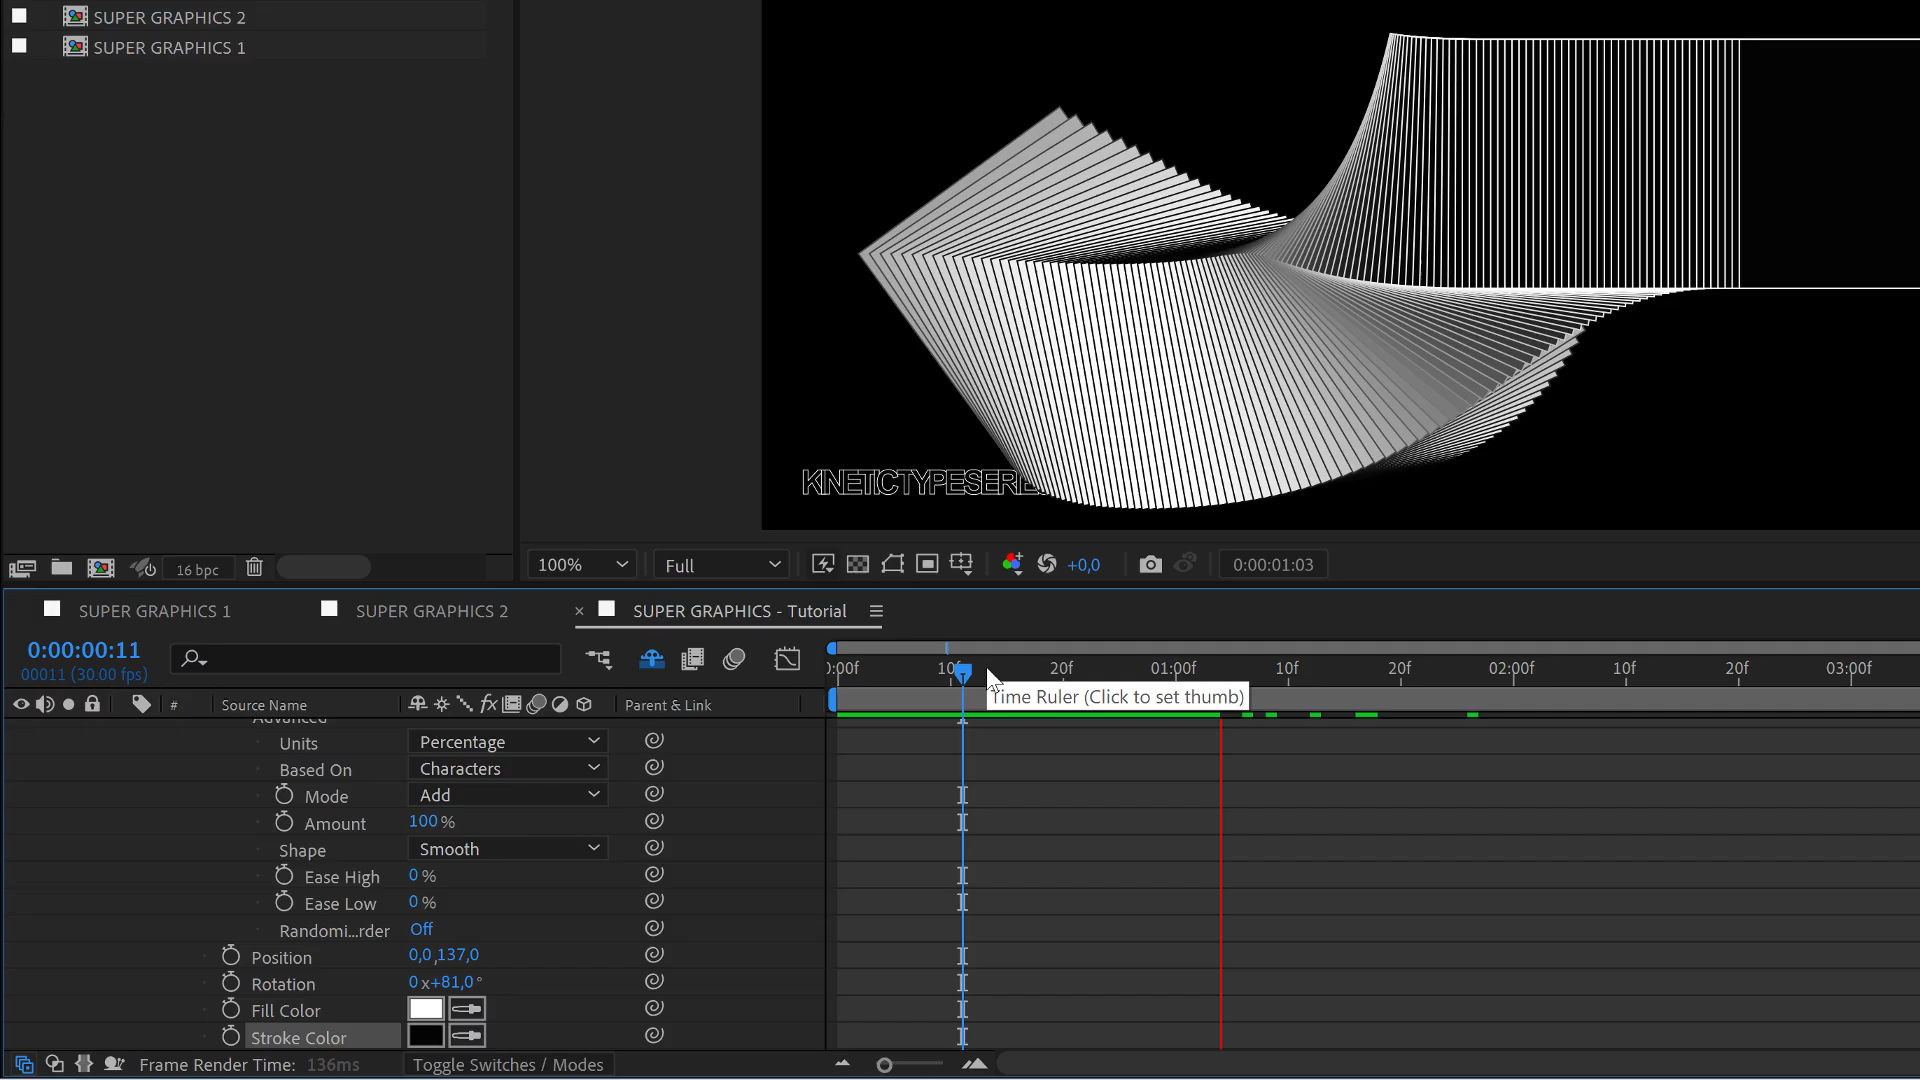 SUPER GRAPHICS 2
SUPER GRAPHICS 1
KINETICTYPESERIE
16 bpc
100%
Full
+0,0
0:00:01:03
SUPER GRAPHICS 1
SUPER GRAPHICS 2
× SUPER GRAPHICS - Tutorial
0:00:00:11
00011 (30.00 fps)
):00f 10f 20f 01:00f 10f 20f 02:00f 10f 20f 03:00f
# Source Name
fx
Parent & Link
Time Ruler (Click to set thumb)
Advanced
Units Percentage
Based On Characters
Mode Add
Amount 100 %
Shape Smooth
Ease High 0 %
Ease Low 0 %
Randomi...rder Off
Position 0,0,137,0
Rotation 0 x+81,0 °
Fill Color
Stroke Color
Frame Render Time: 136ms
Toggle Switches / Modes